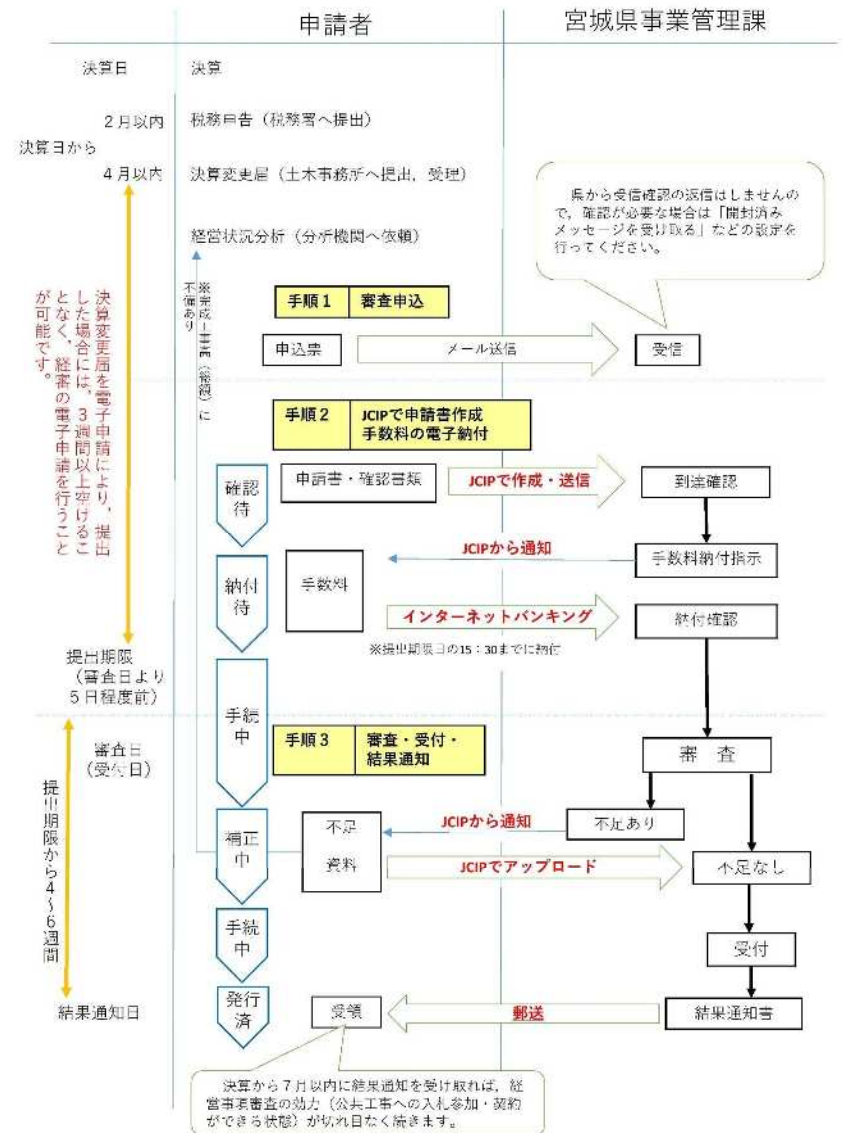 申請者
宮城県事業管理課
決算日
決算
2月以内
税務申告（税務署へ提出）
決算日から
4月以内
決算変更届（土木事務所へ提出，受理）
県から受信確認の返信はしませんの
で，確認が必要な場合は「開封済み
メッセージを受け取る」などの設定を
行ってください。
経営状況分析（分析機関へ依頼）
決算変更届を電子申請により，提出
した場合には，3週間以上空けるこ
となく，経審の電子申請を行うこと
が可能です。
※完成工事高（総額）に
不備あり
手順1
審査申込
申込票
メール送信
受信
手順2
JCIPで申請書作成
手数料の電子納付
確認
待
申請書・確認書類
JCIPで作成・送信
到達確認
JCIPから通知
手数料納付指示
納付
待
手数料
インターネットバンキング
納付確認
※提出期限日の15：30までに納付
提出期限
（審査日より
5日程度前）
手続
中
手順3
審査・受付・
結果通知
審査日
（受付日）
審　査
提出期限から4～6週間
JCIPから通知
不足あり
補正
中
不足
資料
JCIPでアップロード
不足なし
手続
中
受付
結果通知日
発行
済
受領
郵送
結果通知書
決算から7月以内に結果通知を受け取れば，経
営事項審査の効力（公共工事への入札参加・契約
ができる状態）が切れ目なく続きます。